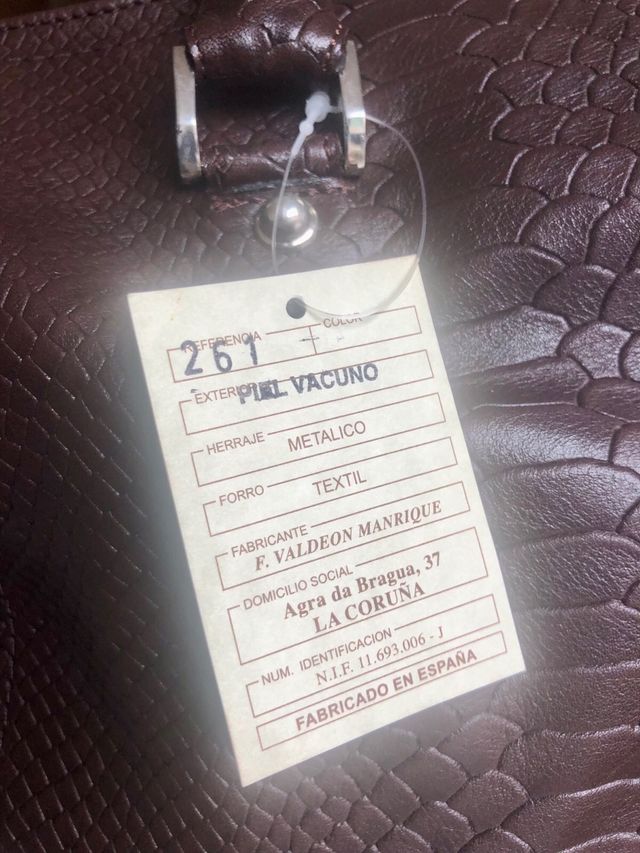 REFERENCIA COLOR
261
EXTERIOR PIEL VACUNO
HERRAJE METALICO
FORRO TEXTIL
FABRICANTE
F. VALDEON MANRIQUE
DOMICILIO SOCIAL
Agra da Bragua, 37
LA CORUÑA
NUM. IDENTIFICACION
N.I.F. 11.693.006 - J
FABRICADO EN ESPAÑA